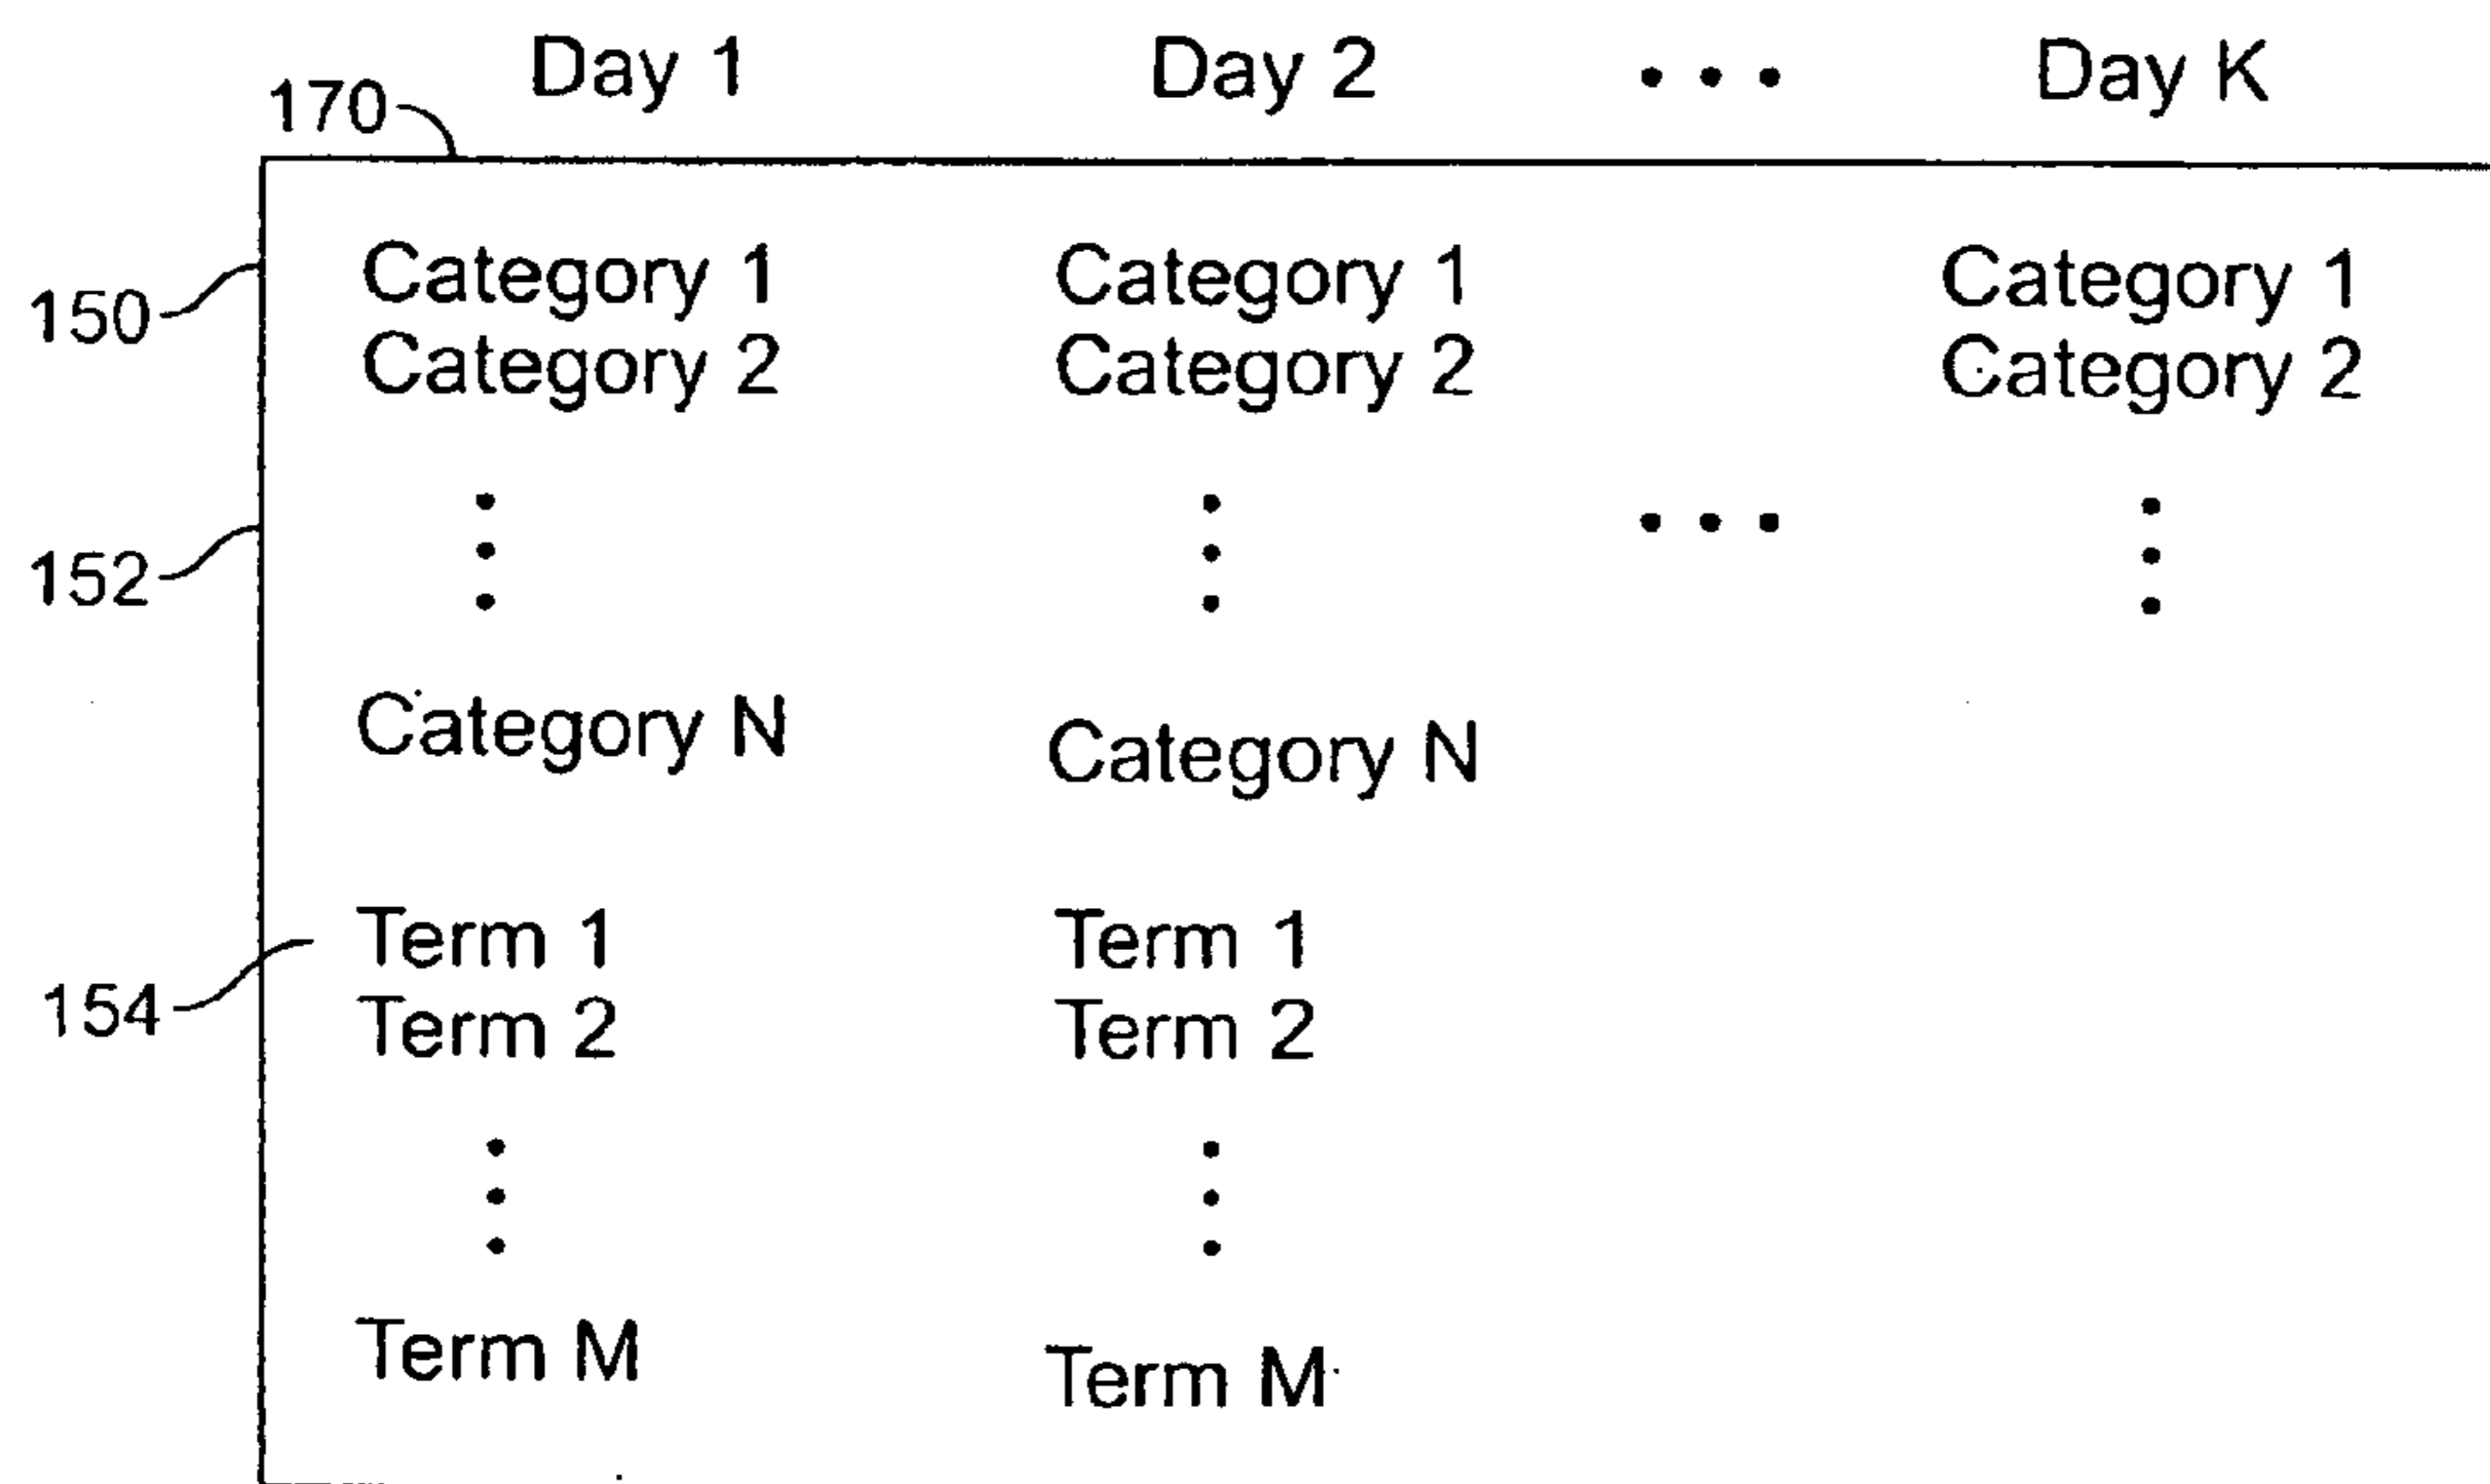 Day 1 Day 2 • • • Day K
170
150 Category 1 Category 1 Category 1
Category 2 Category 2 Category 2
152 • • •
Category N Category N
154 Term 1 Term 1
Term 2 Term 2
Term M Term M